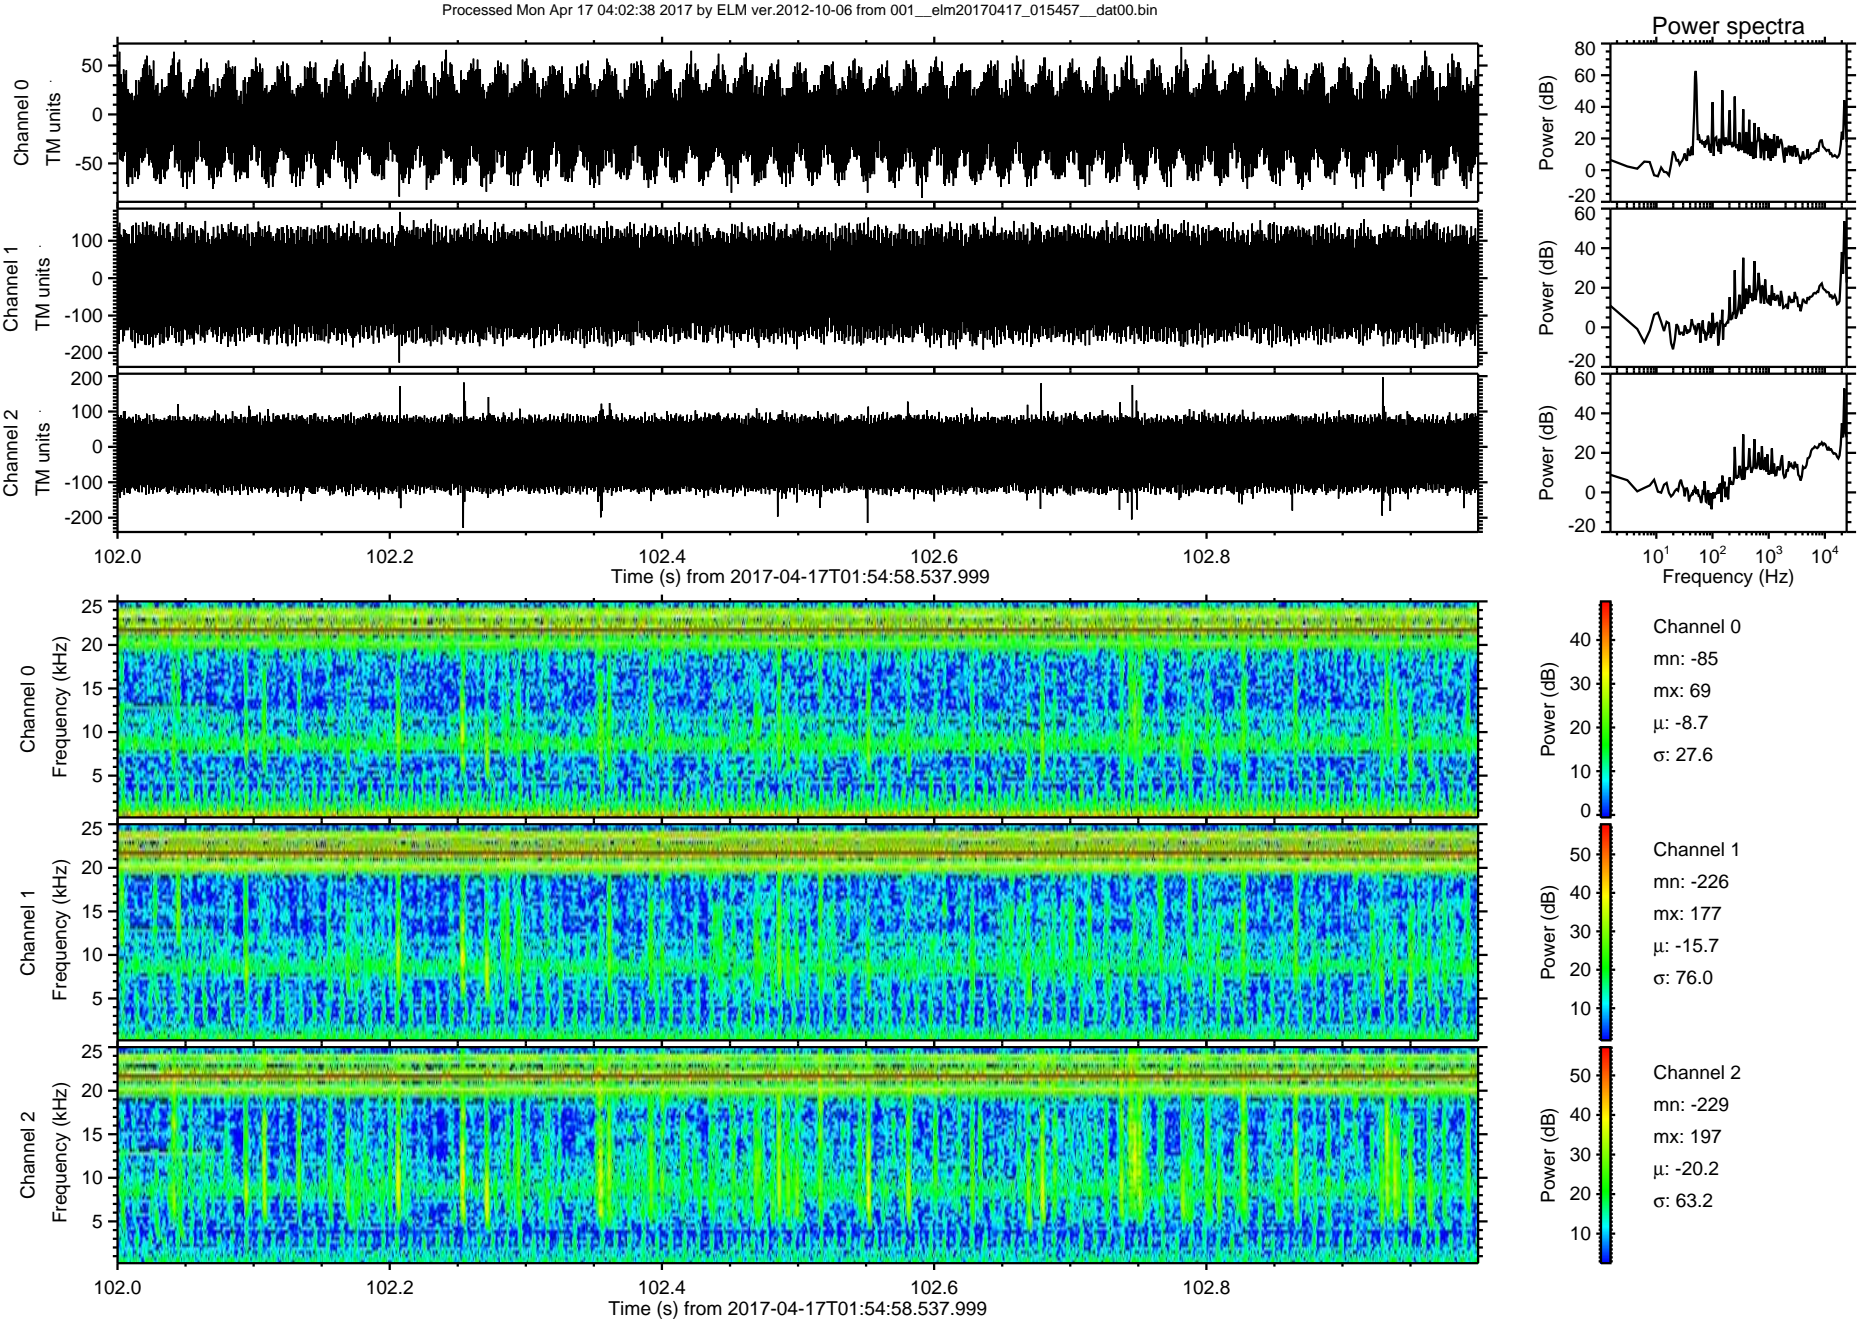 Processed Mon Apr 17 04:02:38 2017 by ELM ver.2012-10-06 from 001__elm20170417_015457__dat00.bin
Power spectra
Channel 0
TM units
50
0
-50
Power (dB)
80
60
40
20
0
-20
Channel 1
TM units
100
0
-100
-200
Power (dB)
60
40
20
0
-20
Channel 2
TM units
200
100
0
-100
-200
Power (dB)
60
40
20
0
-20
102.0 102.2 102.4 102.6 102.8
Time (s) from 2017-04-17T01:54:58.537.999
10^1 10^2 10^3 10^4
Frequency (Hz)
Channel 0
Frequency (kHz)
25
20
15
10
5
Power (dB)
40
30
20
10
0
Channel 0
mn: -85
mx: 69
μ: -8.7
σ: 27.6
Channel 1
Frequency (kHz)
25
20
15
10
5
Power (dB)
50
40
30
20
10
Channel 1
mn: -226
mx: 177
μ: -15.7
σ: 76.0
Channel 2
Frequency (kHz)
25
20
15
10
5
Power (dB)
50
40
30
20
10
Channel 2
mn: -229
mx: 197
μ: -20.2
σ: 63.2
102.0 102.2 102.4 102.6 102.8
Time (s) from 2017-04-17T01:54:58.537.999